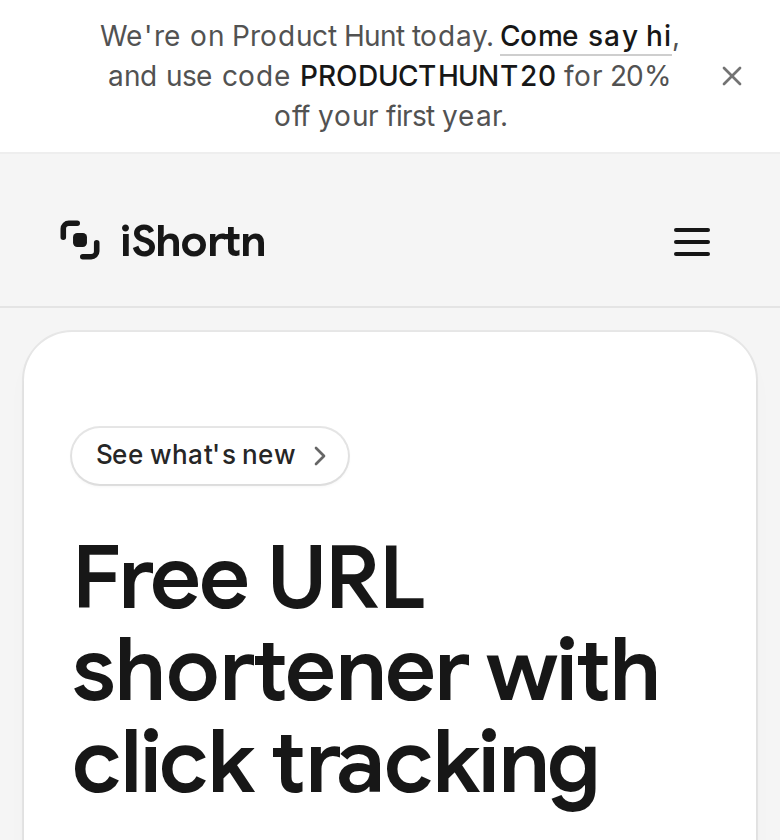 We're on Product Hunt today. Come say hi,
and use code PRODUCTHUNT20 for 20%
off your first year.
iShortn
See what's new
Free URL
shortener with
click tracking